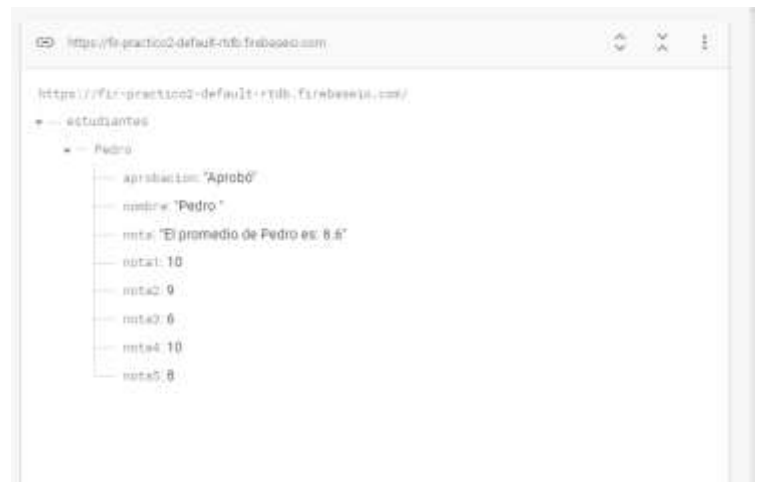 https://fir-practico2-default-rtdb.firebaseio.com
https://fir-practico2-default-rtdb.firebaseio.com/
estudiantes
Pedro
aprobacion: "Aprobó"
nombre: "Pedro "
nota: "El promedio de Pedro es: 8.6"
nota1: 10
nota2: 9
nota3: 6
nota4: 10
nota5: 8